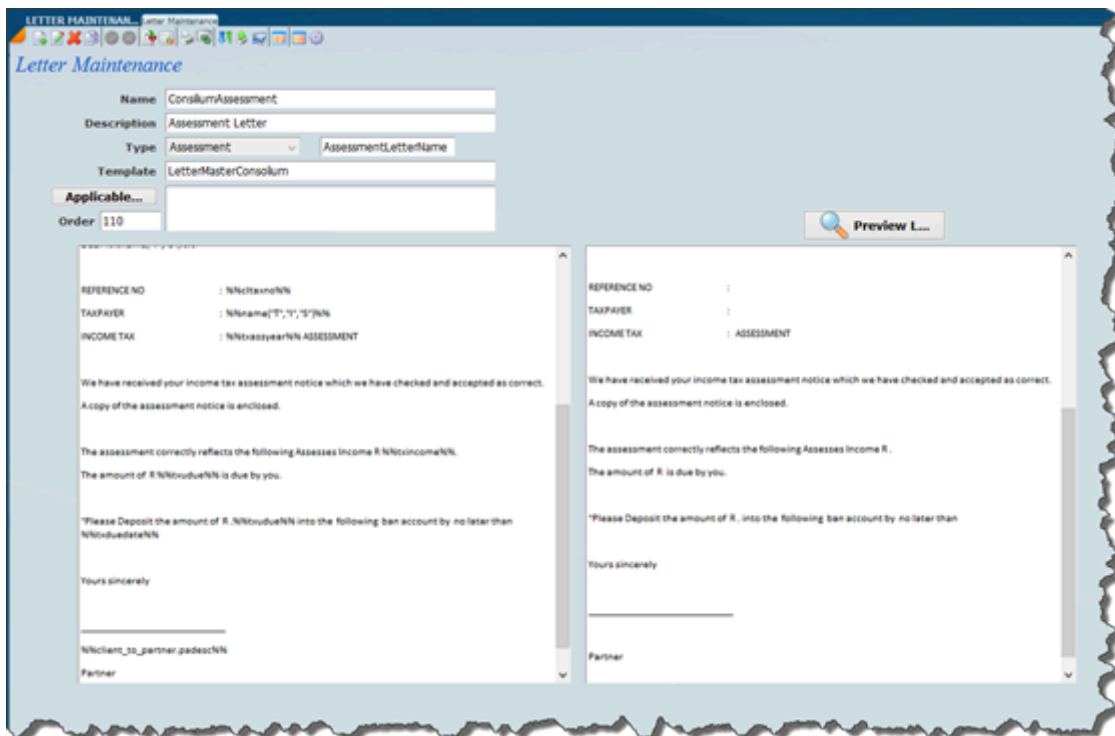 LETTER MAINTENAN... Letter Maintenance
Letter Maintenance
Name ConsiliumAssessment
Description Assessment Letter
Type Assessment AssessmentLetterName
Template LetterMasterConsolium
Applicable...
Order 110
Preview L...
REFERENCE NO : %%cltaxno%%
TAXPAYER : %%name("T","I","S")%%
INCOME TAX : %%txassyear%% ASSESSMENT
We have received your income tax assessment notice which we have checked and accepted as correct.
A copy of the assessment notice is enclosed.
The assessment correctly reflects the following Assesses Income R %%txincome%%.
The amount of R %%txudue%% is due by you.
"Please Deposit the amount of R .%%txudue%% into the following ban account by no later than
%%txduedate%%
Yours sincerely
%%client_to_partner.padesc%%
Partner
REFERENCE NO :
TAXPAYER :
INCOME TAX : ASSESSMENT
We have received your income tax assessment notice which we have checked and accepted as correct.
A copy of the assessment notice is enclosed.
The assessment correctly reflects the following Assesses Income R .
The amount of R is due by you.
"Please Deposit the amount of R . into the following ban account by no later than
Yours sincerely
Partner